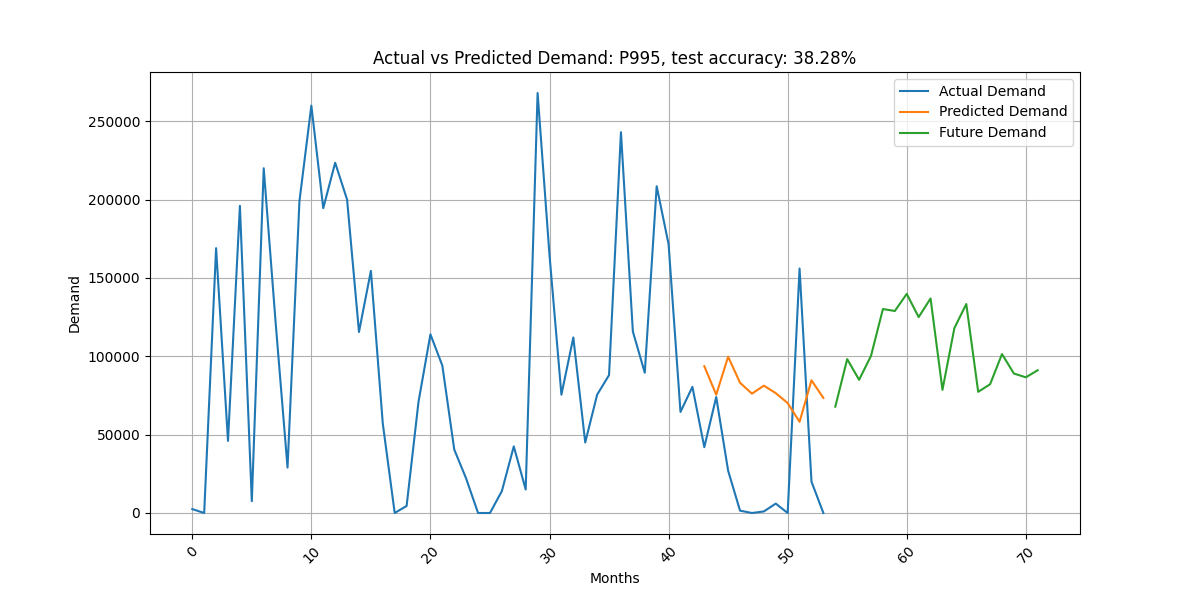 Actual vs Predicted Demand: P995, test accuracy: 38.28%
Actual Demand
Predicted Demand
Future Demand
250000
200000
150000
100000
50000
0
Demand
0 10 20 30 40 50 60 70
Months